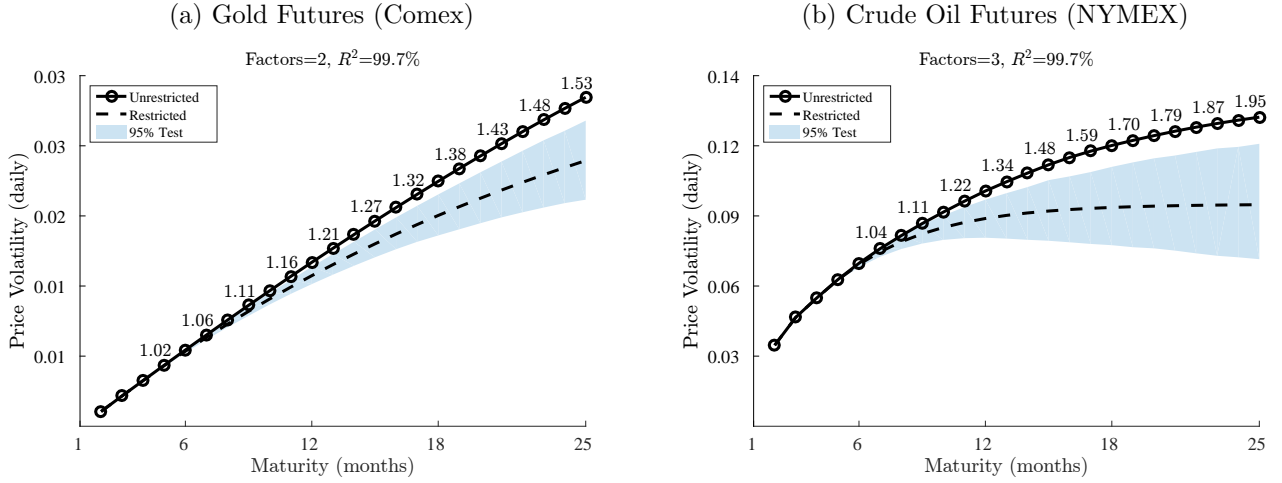 (a) Gold Futures (Comex)
Factors=2, R²=99.7%
0.03
0.03
0.02
0.01
0.01
Price Volatility (daily)
Unrestricted
Restricted
95% Test
1.02
1.06
1.11
1.16
1.21
1.27
1.32
1.38
1.43
1.48
1.53
1
6
12
18
25
Maturity (months)
(b) Crude Oil Futures (NYMEX)
Factors=3, R²=99.7%
0.14
0.12
0.09
0.06
0.03
Price Volatility (daily)
Unrestricted
Restricted
95% Test
1.04
1.11
1.22
1.34
1.48
1.59
1.70
1.79
1.87
1.95
1
6
12
18
25
Maturity (months)